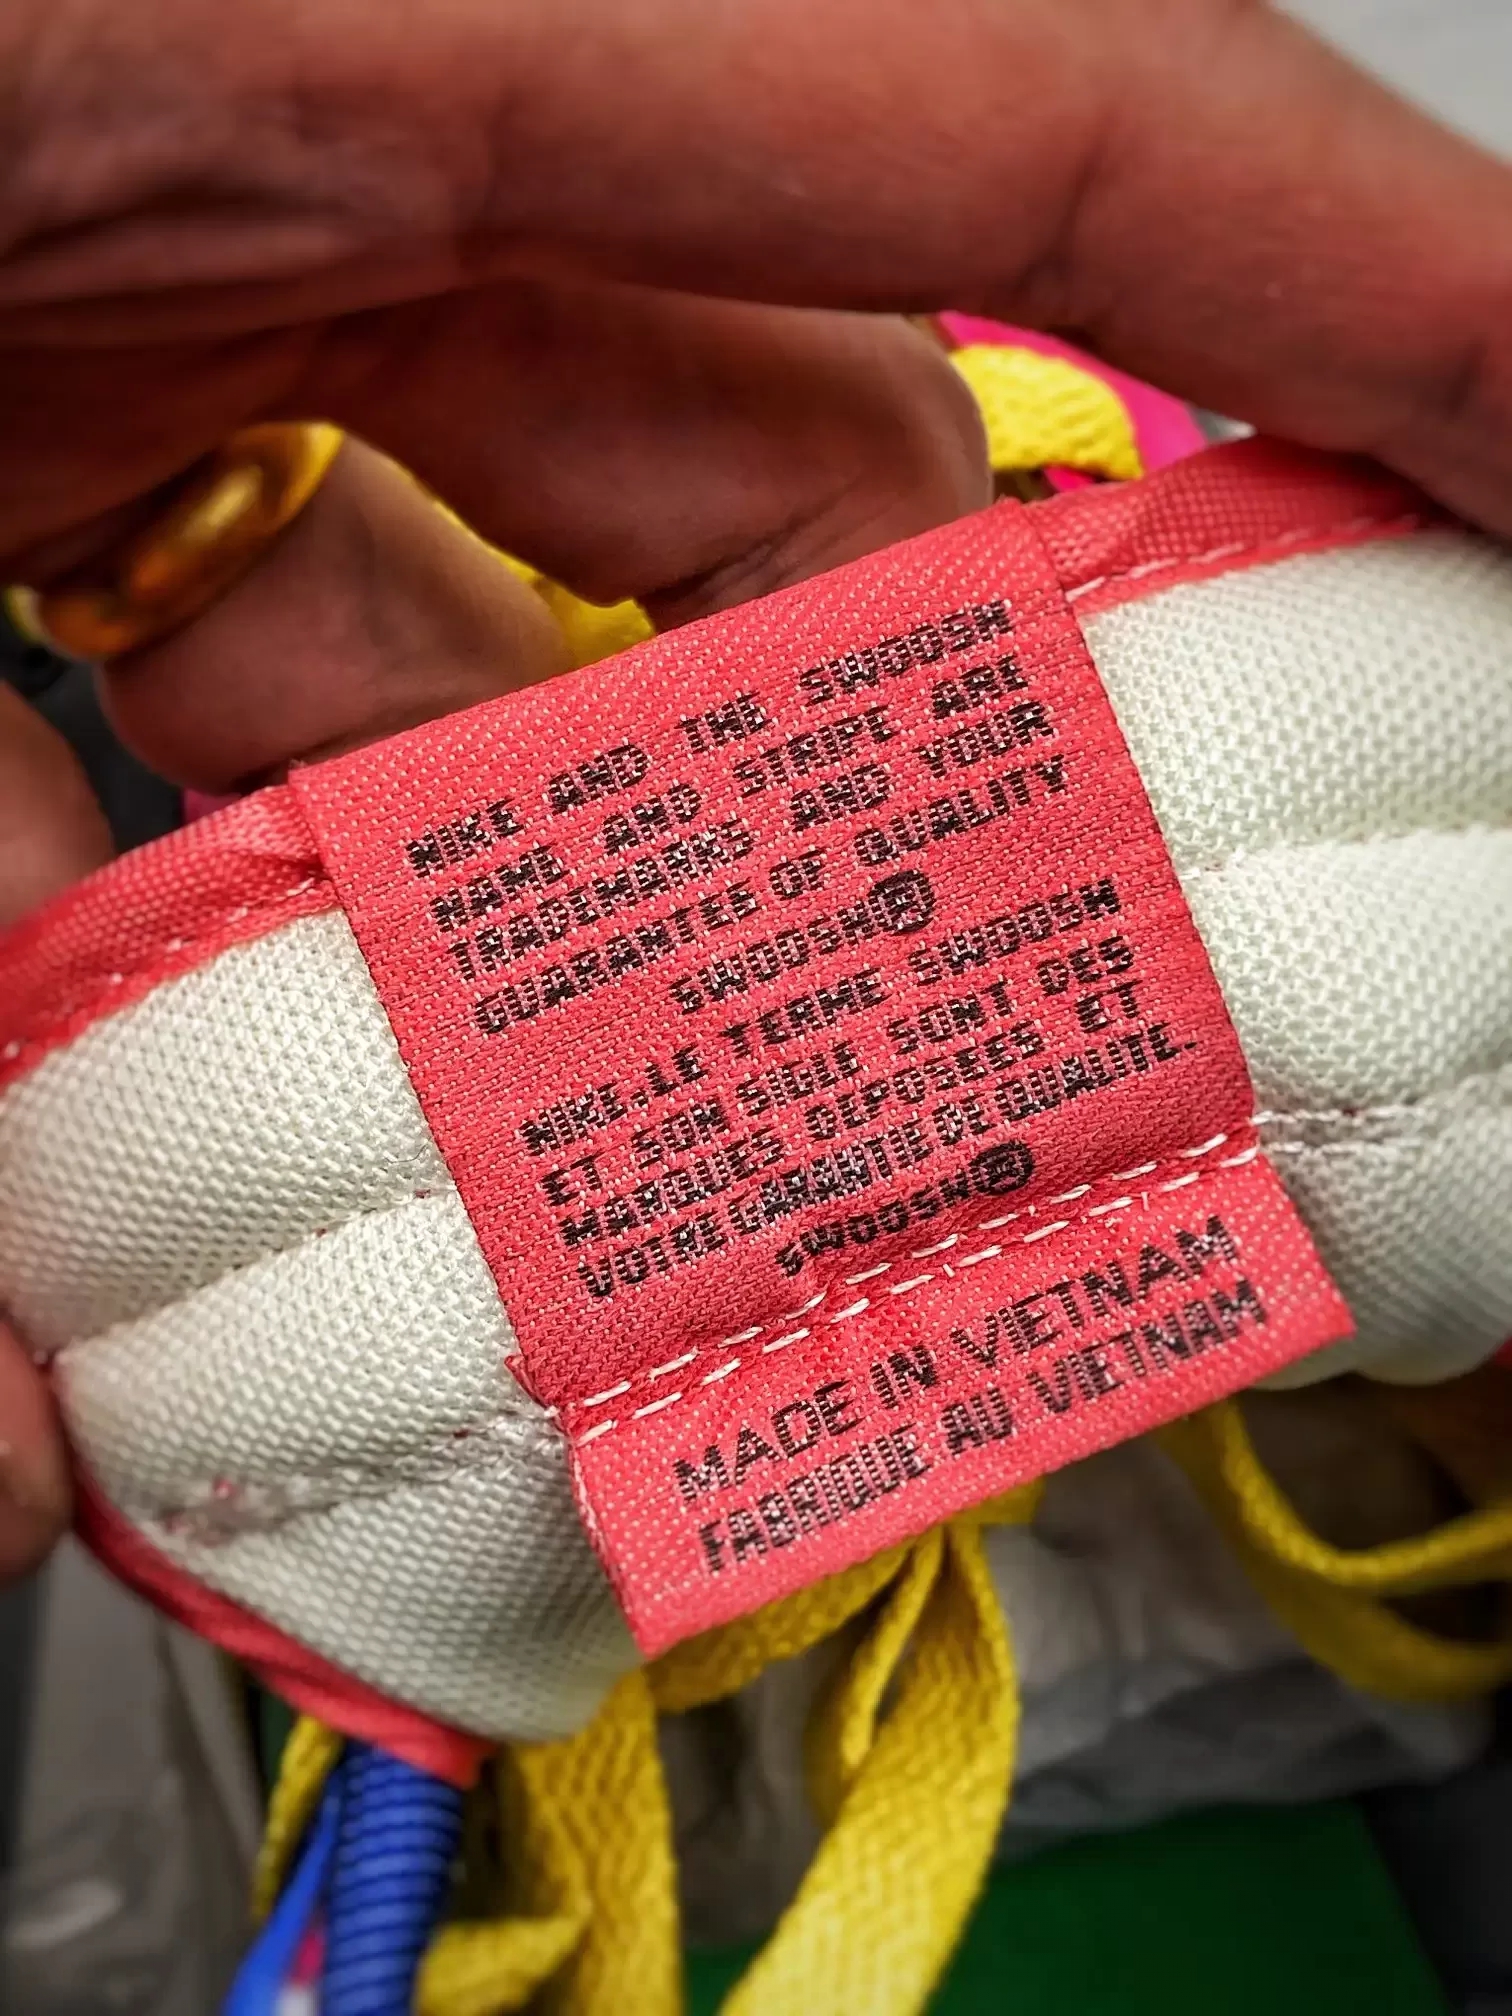 NIKE AND THE SWOOSH
NAME AND STRIPE ARE
TRADEMARKS AND YOUR
GUARANTEE OF QUALITY
SWOOSH®
NIKE.LE TERME SWOOSH
ET SON SIGLE SONT DES
MARQUES DEPOSEES ET
VOTRE GARANTIE DE QUALITE.
SWOOSH®
MADE IN VIETNAM
FABRIQUE AU VIETNAM